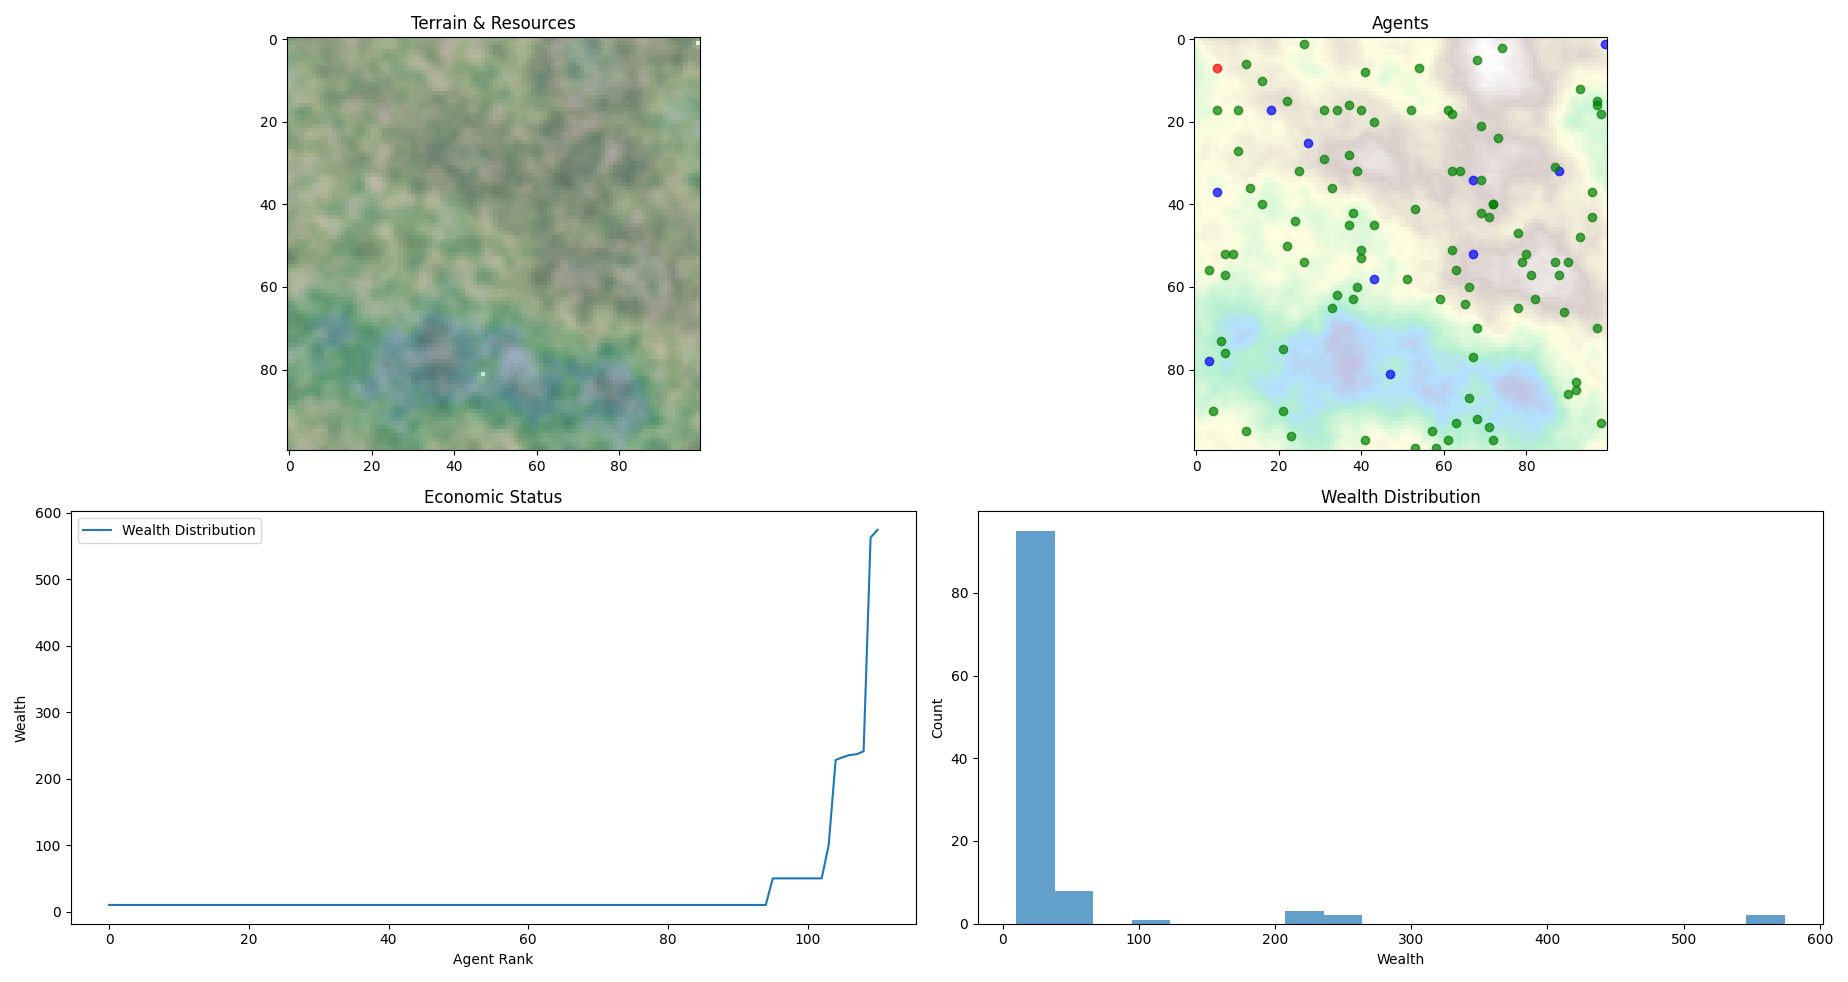 Terrain & Resources
0
20
40
60
80
0 20 40 60 80
Agents
0
20
40
60
80
0 20 40 60 80
Economic Status
Wealth Distribution
Wealth
600
500
400
300
200
100
0
0 20 40 60 80 100
Agent Rank
Wealth Distribution
Count
80
60
40
20
0
0 100 200 300 400 500 600
Wealth